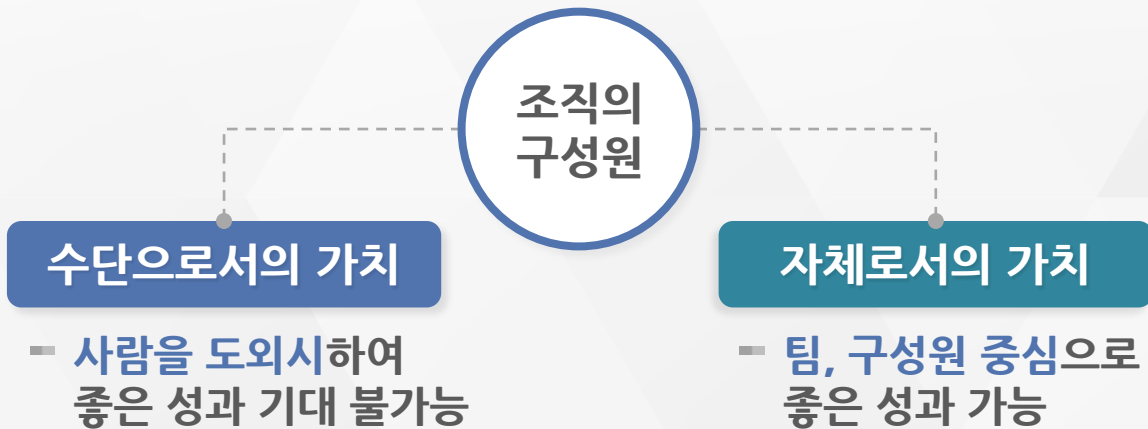 조직의
구성원
수단으로서의 가치
사람을 도외시하여
좋은 성과 기대 불가능
자체로서의 가치
팀, 구성원 중심으로
좋은 성과 가능